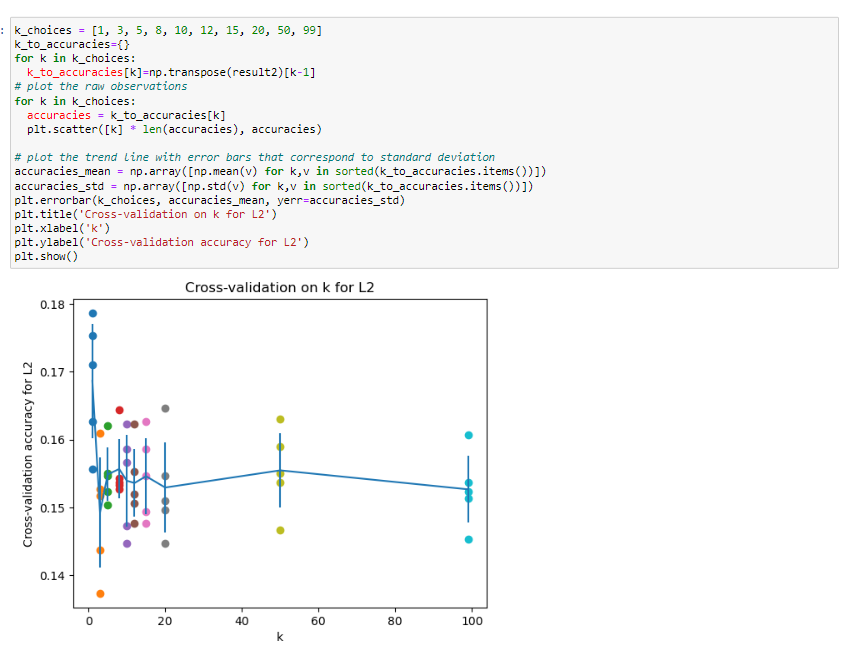 :
k_choices = [1, 3, 5, 8, 10, 12, 15, 20, 50, 99]
k_to_accuracies={}
for k in k_choices:
  k_to_accuracies[k]=np.transpose(result2)[k-1]
# plot the raw observations
for k in k_choices:
  accuracies = k_to_accuracies[k]
  plt.scatter([k] * len(accuracies), accuracies)

# plot the trend line with error bars that correspond to standard deviation
accuracies_mean = np.array([np.mean(v) for k,v in sorted(k_to_accuracies.items())])
accuracies_std = np.array([np.std(v) for k,v in sorted(k_to_accuracies.items())])
plt.errorbar(k_choices, accuracies_mean, yerr=accuracies_std)
plt.title('Cross-validation on k for L2')
plt.xlabel('k')
plt.ylabel('Cross-validation accuracy for L2')
plt.show()
Cross-validation on k for L2
Cross-validation accuracy for L2
0.18
0.17
0.16
0.15
0.14
0 20 40 60 80 100
k